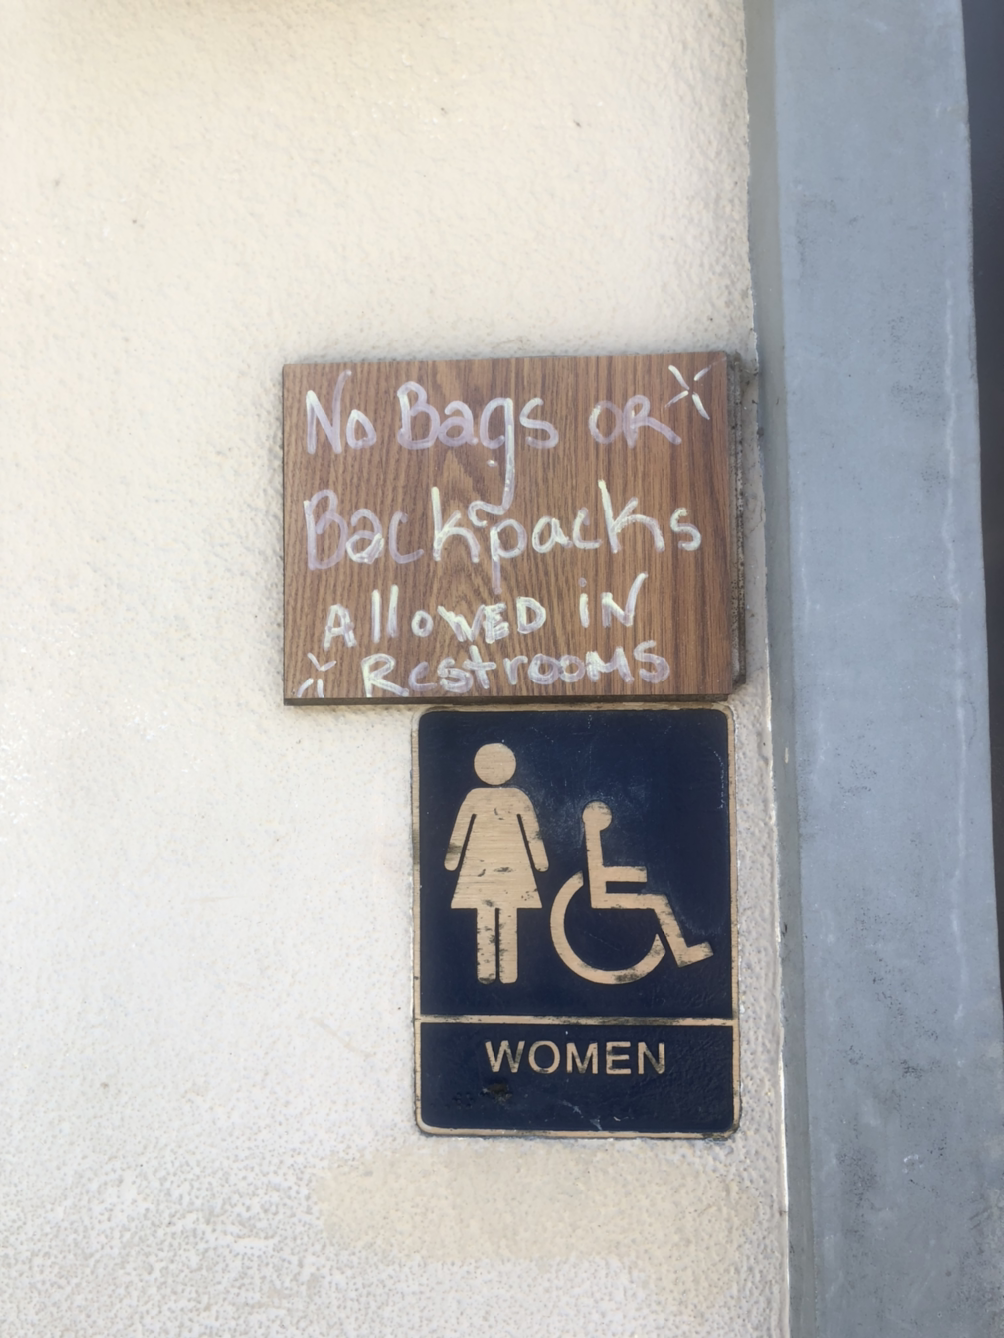 No Bags OR
Backpacks
AllowED iN
RestrooMS
WOMEN